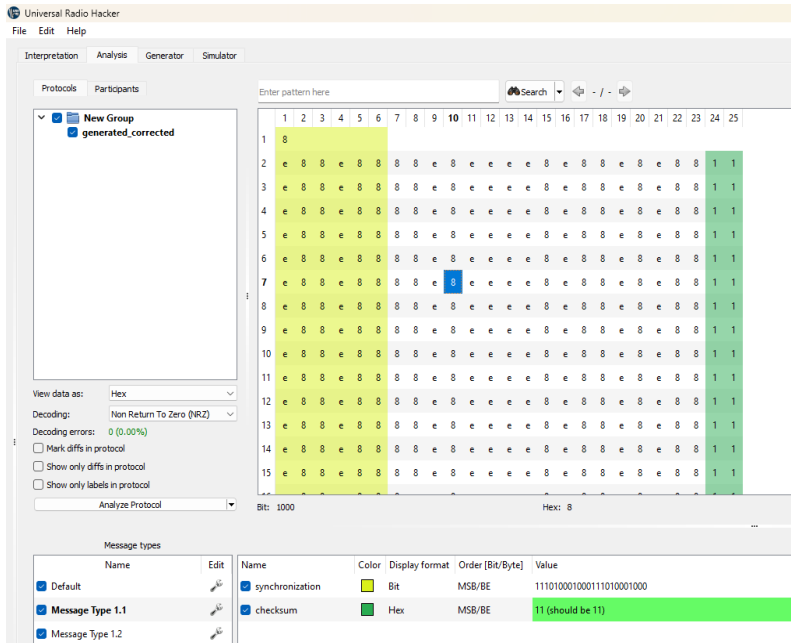 Universal Radio Hacker
File Edit Help
Interpretation Analysis Generator Simulator
Protocols Participants
Enter pattern here Search - / -
New Group
generated_corrected
1 2 3 4 5 6 7 8 9 10 11 12 13 14 15 16 17 18 19 20 21 22 23 24 25
1 8
2 e 8 8 e 8 8 8 8 e 8 e e e e 8 e 8 8 e 8 e 8 8 1 1
3 e 8 8 e 8 8 8 8 e 8 e e e e 8 e 8 8 e 8 e 8 8 1 1
4 e 8 8 e 8 8 8 8 e 8 e e e e 8 e 8 8 e 8 e 8 8 1 1
5 e 8 8 e 8 8 8 8 e 8 e e e e 8 e 8 8 e 8 e 8 8 1 1
6 e 8 8 e 8 8 8 8 e 8 e e e e 8 e 8 8 e 8 e 8 8 1 1
7 e 8 8 e 8 8 8 8 e 8 e e e e 8 e 8 8 e 8 e 8 8 1 1
8 e 8 8 e 8 8 8 8 e 8 e e e e 8 e 8 8 e 8 e 8 8 1 1
9 e 8 8 e 8 8 8 8 e 8 e e e e 8 e 8 8 e 8 e 8 8 1 1
10 e 8 8 e 8 8 8 8 e 8 e e e e 8 e 8 8 e 8 e 8 8 1 1
11 e 8 8 e 8 8 8 8 e 8 e e e e 8 e 8 8 e 8 e 8 8 1 1
12 e 8 8 e 8 8 8 8 e 8 e e e e 8 e 8 8 e 8 e 8 8 1 1
13 e 8 8 e 8 8 8 8 e 8 e e e e 8 e 8 8 e 8 e 8 8 1 1
14 e 8 8 e 8 8 8 8 e 8 e e e e 8 e 8 8 e 8 e 8 8 1 1
15 e 8 8 e 8 8 8 8 e 8 e e e e 8 e 8 8 e 8 e 8 8 1 1
View data as: Hex
Decoding: Non Return To Zero (NRZ)
Decoding errors: 0 (0.00%)
Mark diffs in protocol
Show only diffs in protocol
Show only labels in protocol
Analyze Protocol
Bit: 1000 Hex: 8
Message types
Name Edit
Default
Message Type 1.1
Message Type 1.2
Name Color Display format Order [Bit/Byte] Value
synchronization Bit MSB/BE 111010001000111010001000
checksum Hex MSB/BE 11 (should be 11)